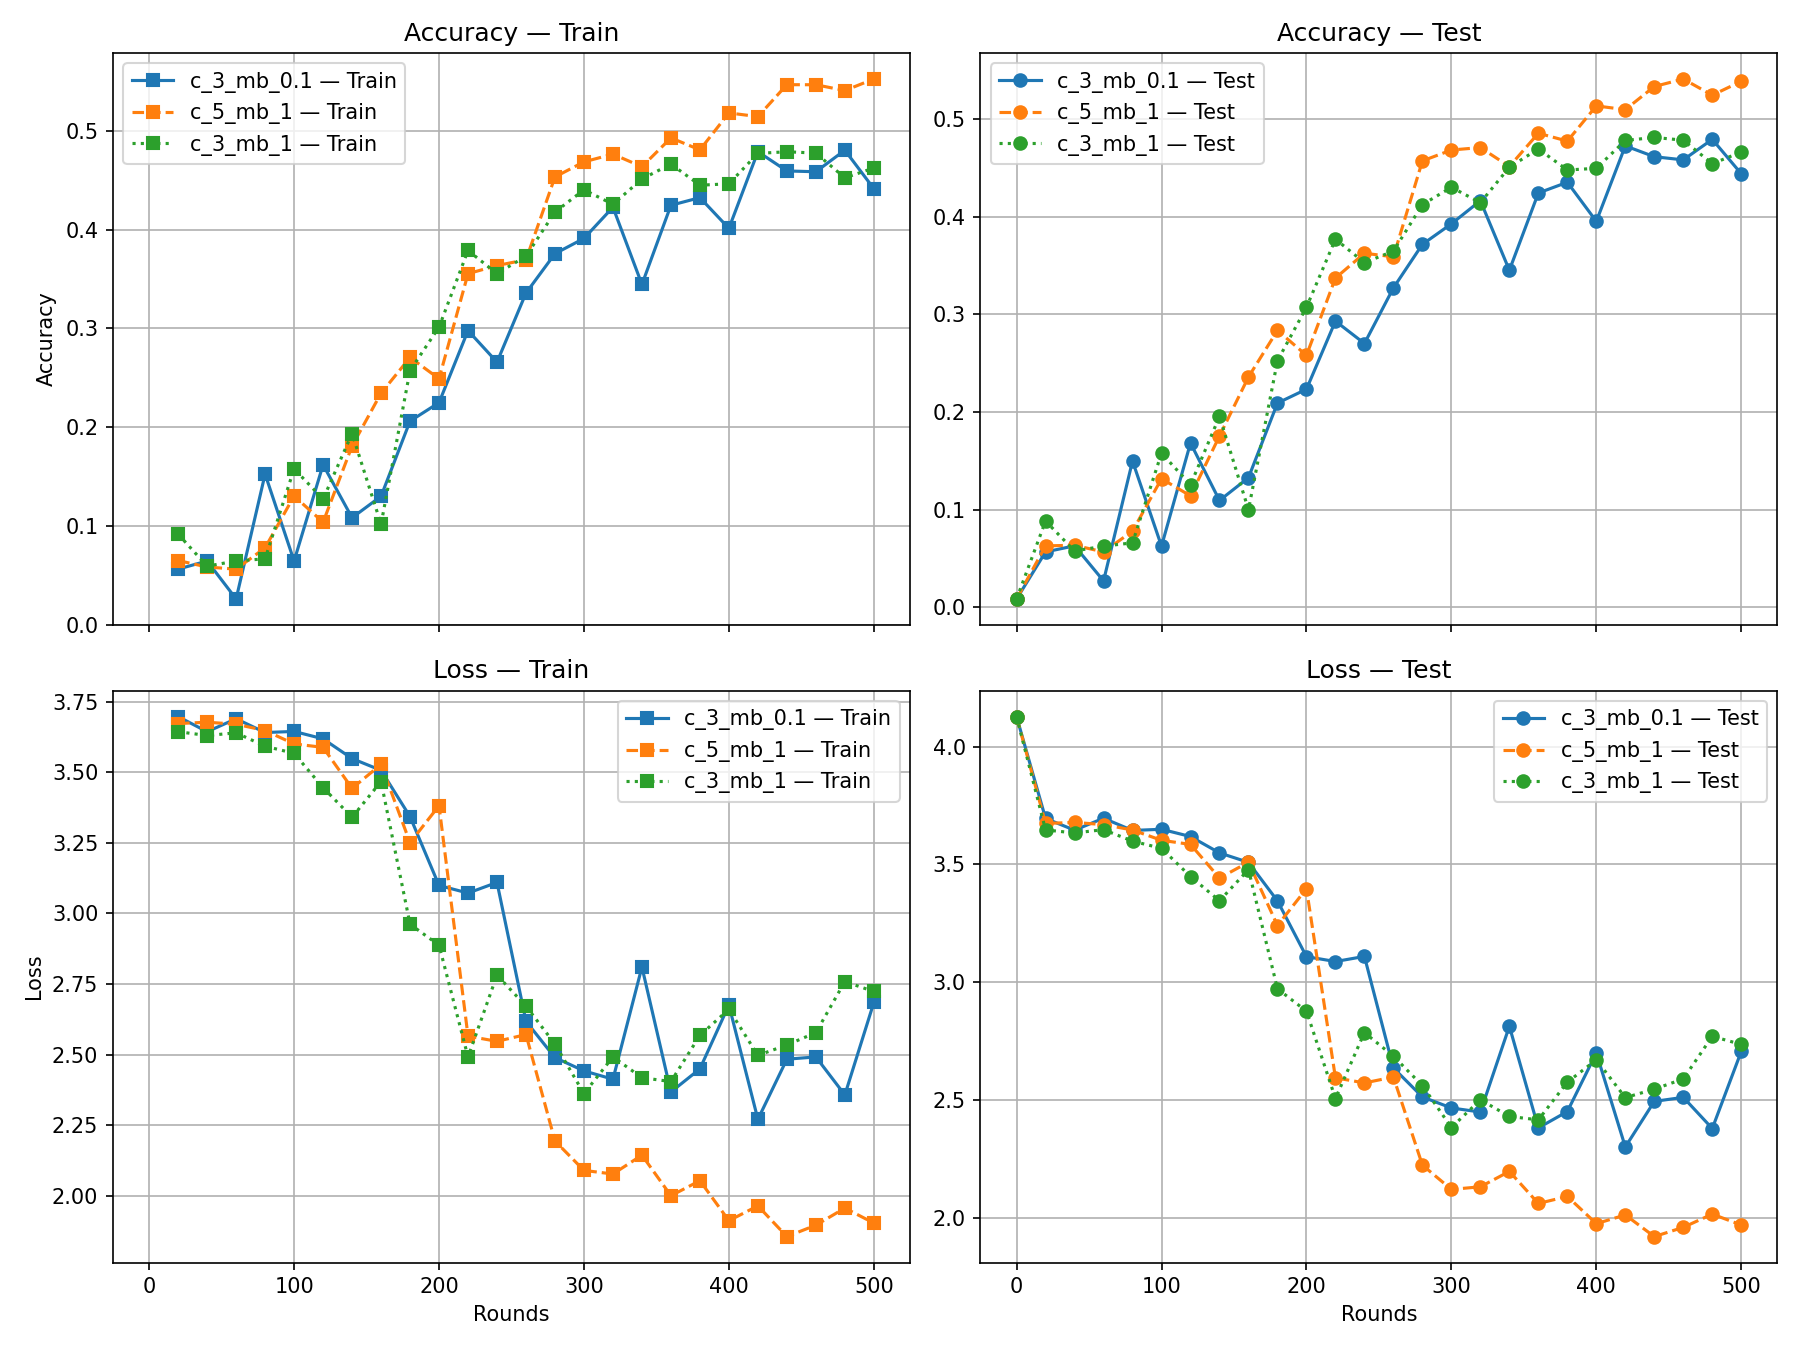 Accuracy — Train
c_3_mb_0.1 — Train
c_5_mb_1 — Train
c_3_mb_1 — Train
Accuracy
0.5
0.4
0.3
0.2
0.1
0.0
Accuracy — Test
c_3_mb_0.1 — Test
c_5_mb_1 — Test
c_3_mb_1 — Test
0.5
0.4
0.3
0.2
0.1
0.0
Loss — Train
c_3_mb_0.1 — Train
c_5_mb_1 — Train
c_3_mb_1 — Train
Loss
3.75
3.50
3.25
3.00
2.75
2.50
2.25
2.00
0 100 200 300 400 500
Rounds
Loss — Test
c_3_mb_0.1 — Test
c_5_mb_1 — Test
c_3_mb_1 — Test
4.0
3.5
3.0
2.5
2.0
0 100 200 300 400 500
Rounds